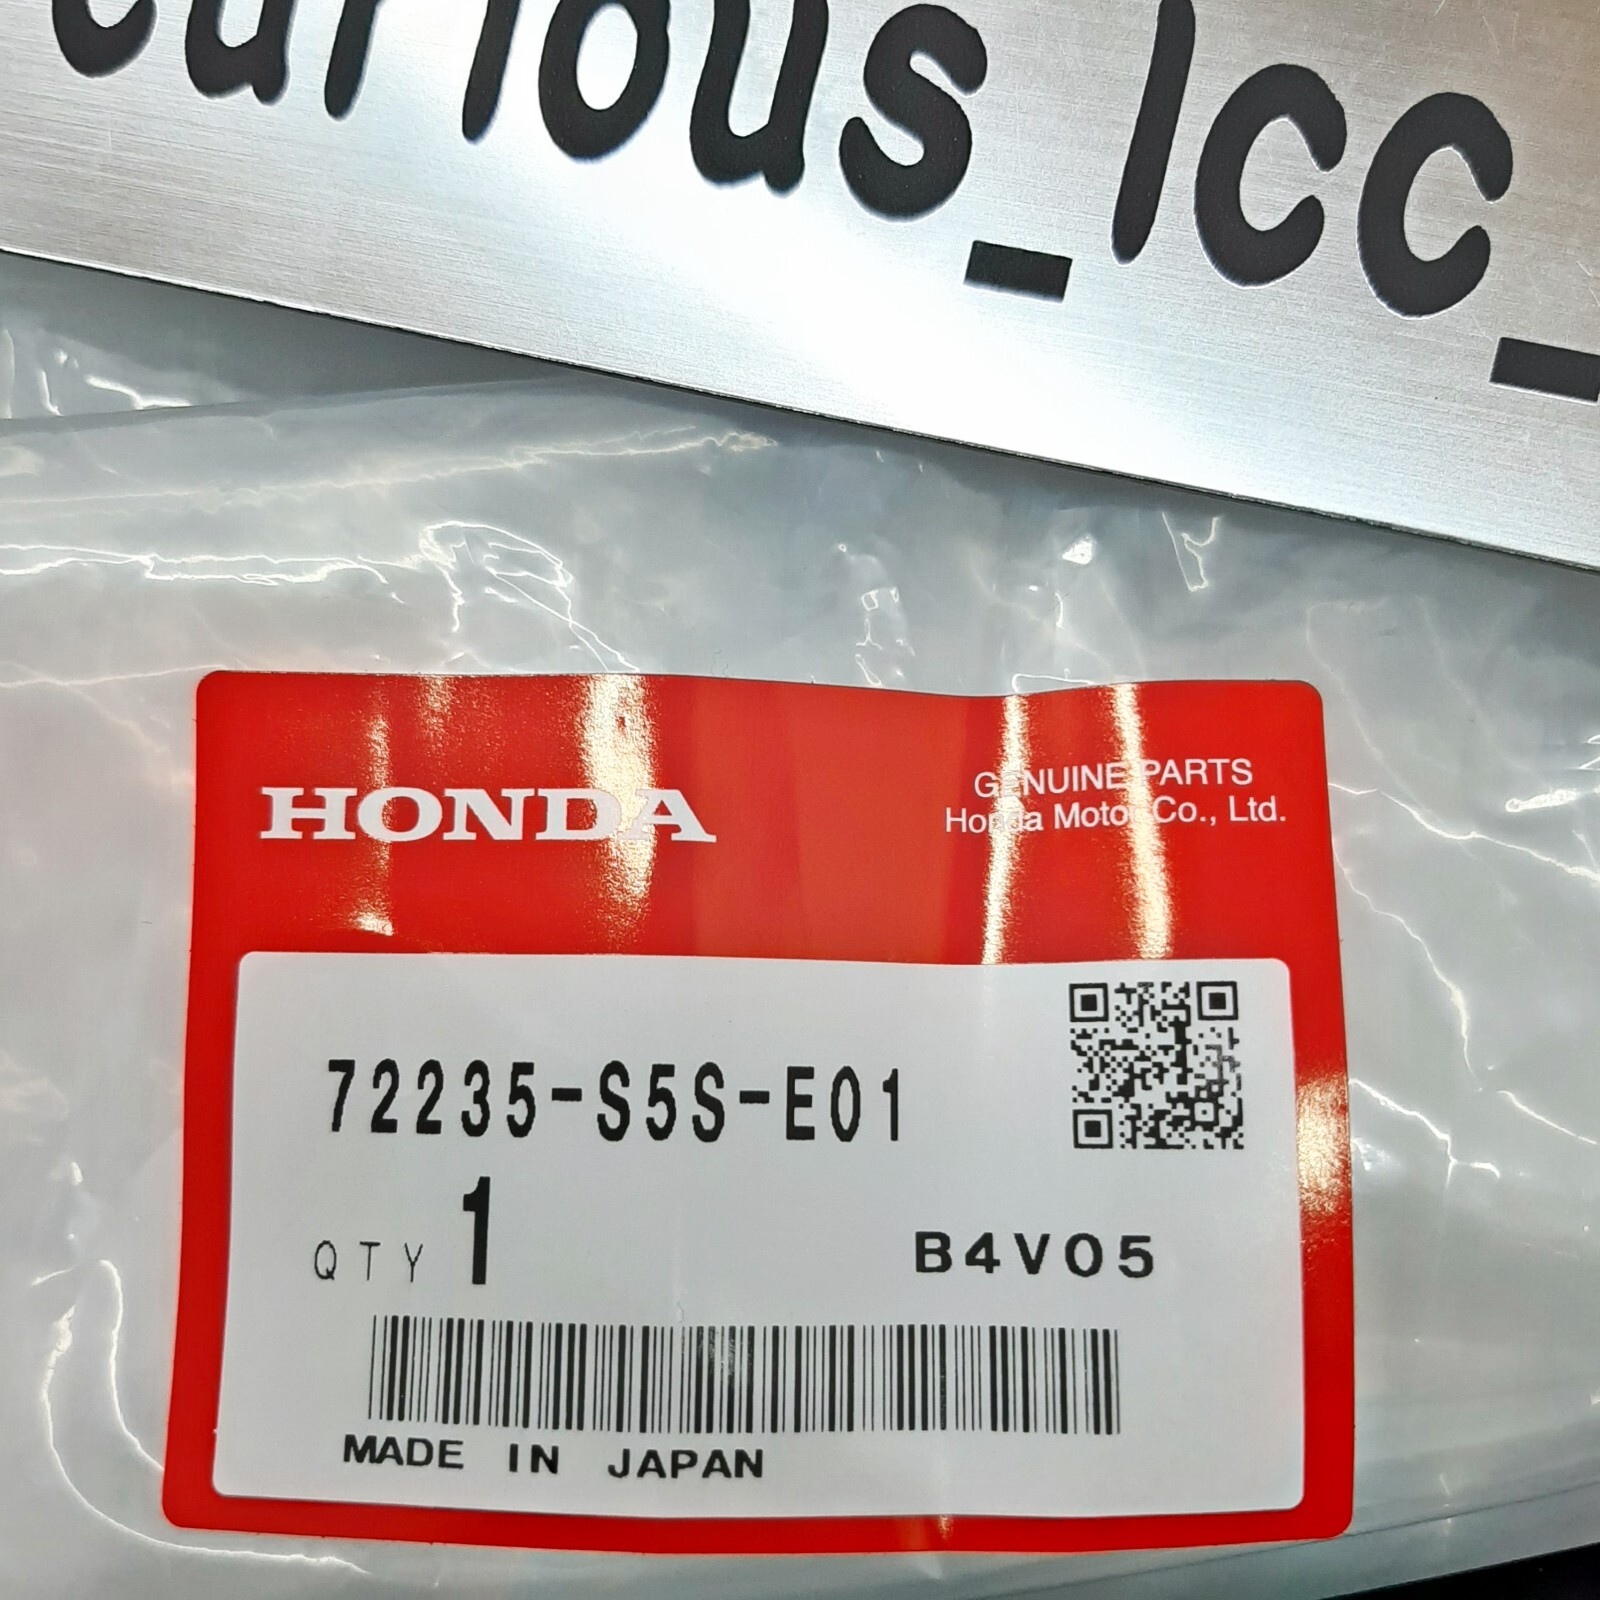 curious_lcc_
HONDA
GENUINE PARTS
Honda Motor Co., Ltd.
72235-S5S-E01
QTY 1
B4V05
MADE IN JAPAN